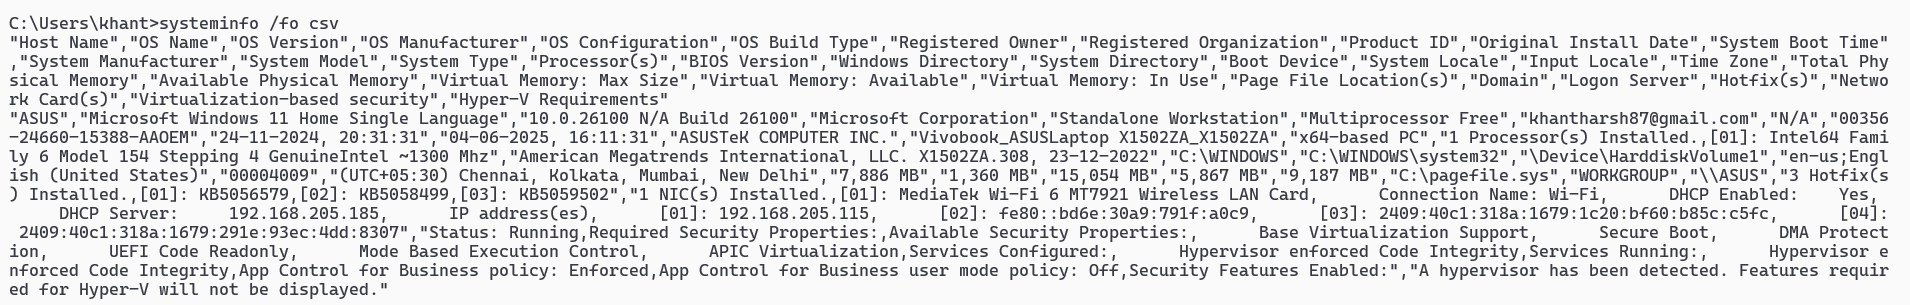 C:\Users\khant>systeminfo /fo csv
"Host Name","OS Name","OS Version","OS Manufacturer","OS Configuration","OS Build Type","Registered Owner","Registered Organization","Product ID","Original Install Date","System Boot Time"
,"System Manufacturer","System Model","System Type","Processor(s)","BIOS Version","Windows Directory","System Directory","Boot Device","System Locale","Input Locale","Time Zone","Total Phy
sical Memory","Available Physical Memory","Virtual Memory: Max Size","Virtual Memory: Available","Virtual Memory: In Use","Page File Location(s)","Domain","Logon Server","Hotfix(s)","Netwo
rk Card(s)","Virtualization-based security","Hyper-V Requirements"
"ASUS","Microsoft Windows 11 Home Single Language","10.0.26100 N/A Build 26100","Microsoft Corporation","Standalone Workstation","Multiprocessor Free","khantharsh87@gmail.com","N/A","00356
-24660-15388-AAOEM","24-11-2024, 20:31:31","04-06-2025, 16:11:31","ASUSTeK COMPUTER INC.","Vivobook_ASUSLaptop X1502ZA_X1502ZA","x64-based PC","1 Processor(s) Installed.,[01]: Intel64 Fami
ly 6 Model 154 Stepping 4 GenuineIntel ~1300 Mhz","American Megatrends International, LLC. X1502ZA.308, 23-12-2022","C:\WINDOWS","C:\WINDOWS\system32","\Device\HarddiskVolume1","en-us;Engl
ish (United States)","00004009","(UTC+05:30) Chennai, Kolkata, Mumbai, New Delhi","7,886 MB","1,360 MB","15,054 MB","5,867 MB","9,187 MB","C:\pagefile.sys","WORKGROUP","\\ASUS","3 Hotfix(s
) Installed.,[01]: KB5056579,[02]: KB5058499,[03]: KB5059502","1 NIC(s) Installed.,[01]: MediaTek Wi-Fi 6 MT7921 Wireless LAN Card,      Connection Name: Wi-Fi,      DHCP Enabled:    Yes,
     DHCP Server:     192.168.205.185,      IP address(es),      [01]: 192.168.205.115,      [02]: fe80::bd6e:30a9:791f:a0c9,      [03]: 2409:40c1:318a:1679:1c20:bf60:b85c:c5fc,      [04]:
 2409:40c1:318a:1679:291e:93ec:4dd:8307","Status: Running,Required Security Properties:,Available Security Properties:,      Base Virtualization Support,      Secure Boot,      DMA Protect
ion,      UEFI Code Readonly,      Mode Based Execution Control,      APIC Virtualization,Services Configured:,      Hypervisor enforced Code Integrity,Services Running:,      Hypervisor e
nforced Code Integrity,App Control for Business policy: Enforced,App Control for Business user mode policy: Off,Security Features Enabled:","A hypervisor has been detected. Features requir
ed for Hyper-V will not be displayed."